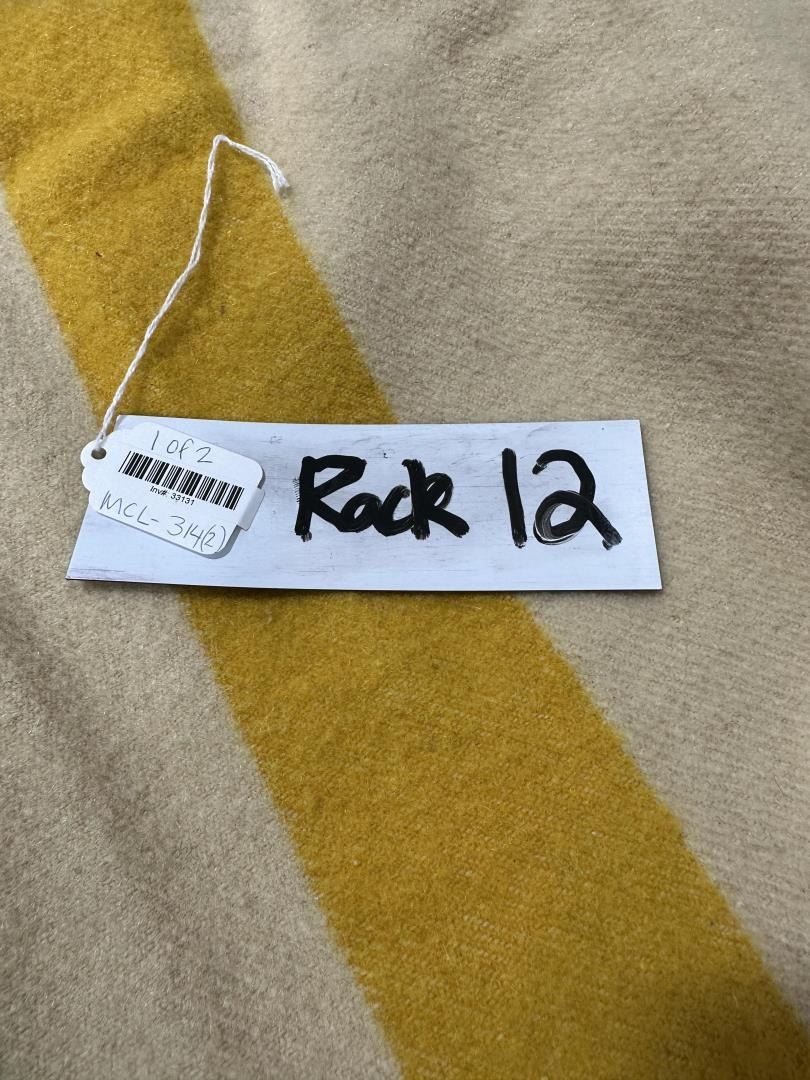 1 of 2
Inv#: 33131
MCL-314(2)
Rack 12